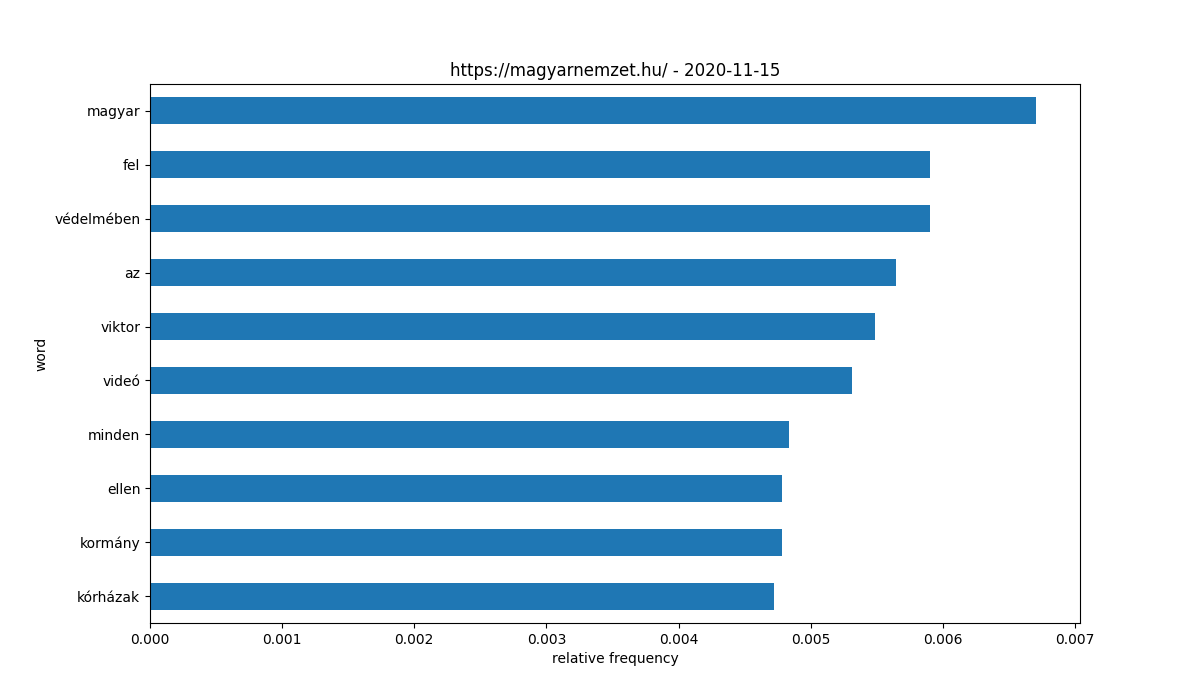 https://magyarnemzet.hu/ - 2020-11-15
magyar
fel
védelmében
az
viktor
videó
minden
ellen
kormány
kórházak
word
0.000 0.001 0.002 0.003 0.004 0.005 0.006 0.007
relative frequency